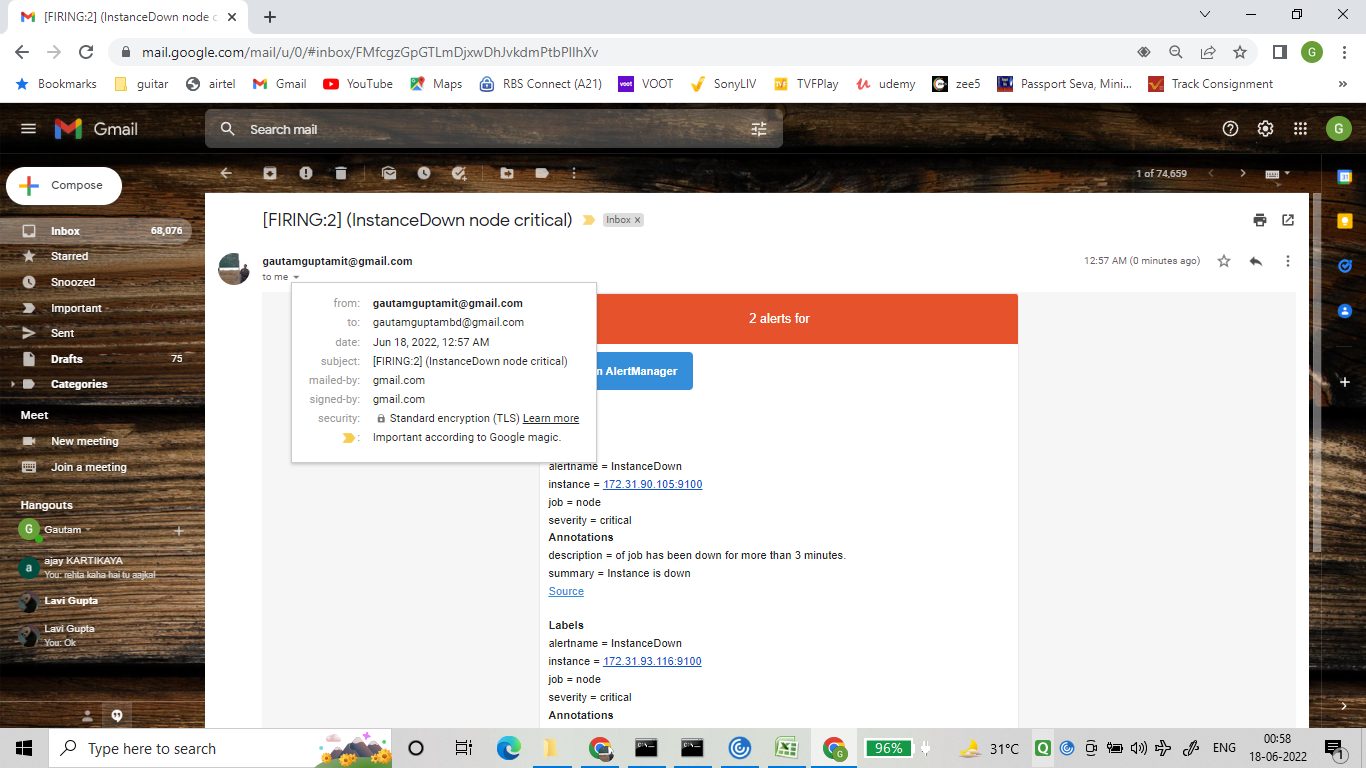 [FIRING:2] (InstanceDown node c
mail.google.com/mail/u/0/#inbox/FMfcgzGpGTLmDjxwDhJvkdmPtbPIlhXv
G
Bookmarks guitar airtel Gmail YouTube Maps RBS Connect (A21) VOOT SonyLIV TVFPlay udemy zee5 Passport Seva, Mini... Track Consignment »
Gmail
Search mail
G
Compose
1 of 74,659
Inbox 68,076
Starred
Snoozed
Important
Sent
Drafts 75
Categories
Meet
New meeting
Join a meeting
Hangouts
G Gautam
a ajay KARTIKAYA
You: rehta kaha hai tu aajkal
Lavi Gupta
Lavi Gupta
You: Ok
[FIRING:2] (InstanceDown node critical) Inbox x
gautamguptamit@gmail.com 12:57 AM (0 minutes ago)
to me
from: gautamguptamit@gmail.com
to: gautamguptambd@gmail.com
date: Jun 18, 2022, 12:57 AM
subject: [FIRING:2] (InstanceDown node critical)
mailed-by: gmail.com
signed-by: gmail.com
security: Standard encryption (TLS) Learn more
: Important according to Google magic.
2 alerts for
n AlertManager
alertname = InstanceDown
instance = 172.31.90.105:9100
job = node
severity = critical
Annotations
description = of job has been down for more than 3 minutes.
summary = Instance is down
Source
Labels
alertname = InstanceDown
instance = 172.31.93.116:9100
job = node
severity = critical
Annotations
Type here to search
96%
31°C
ENG
00:58
18-06-2022
1